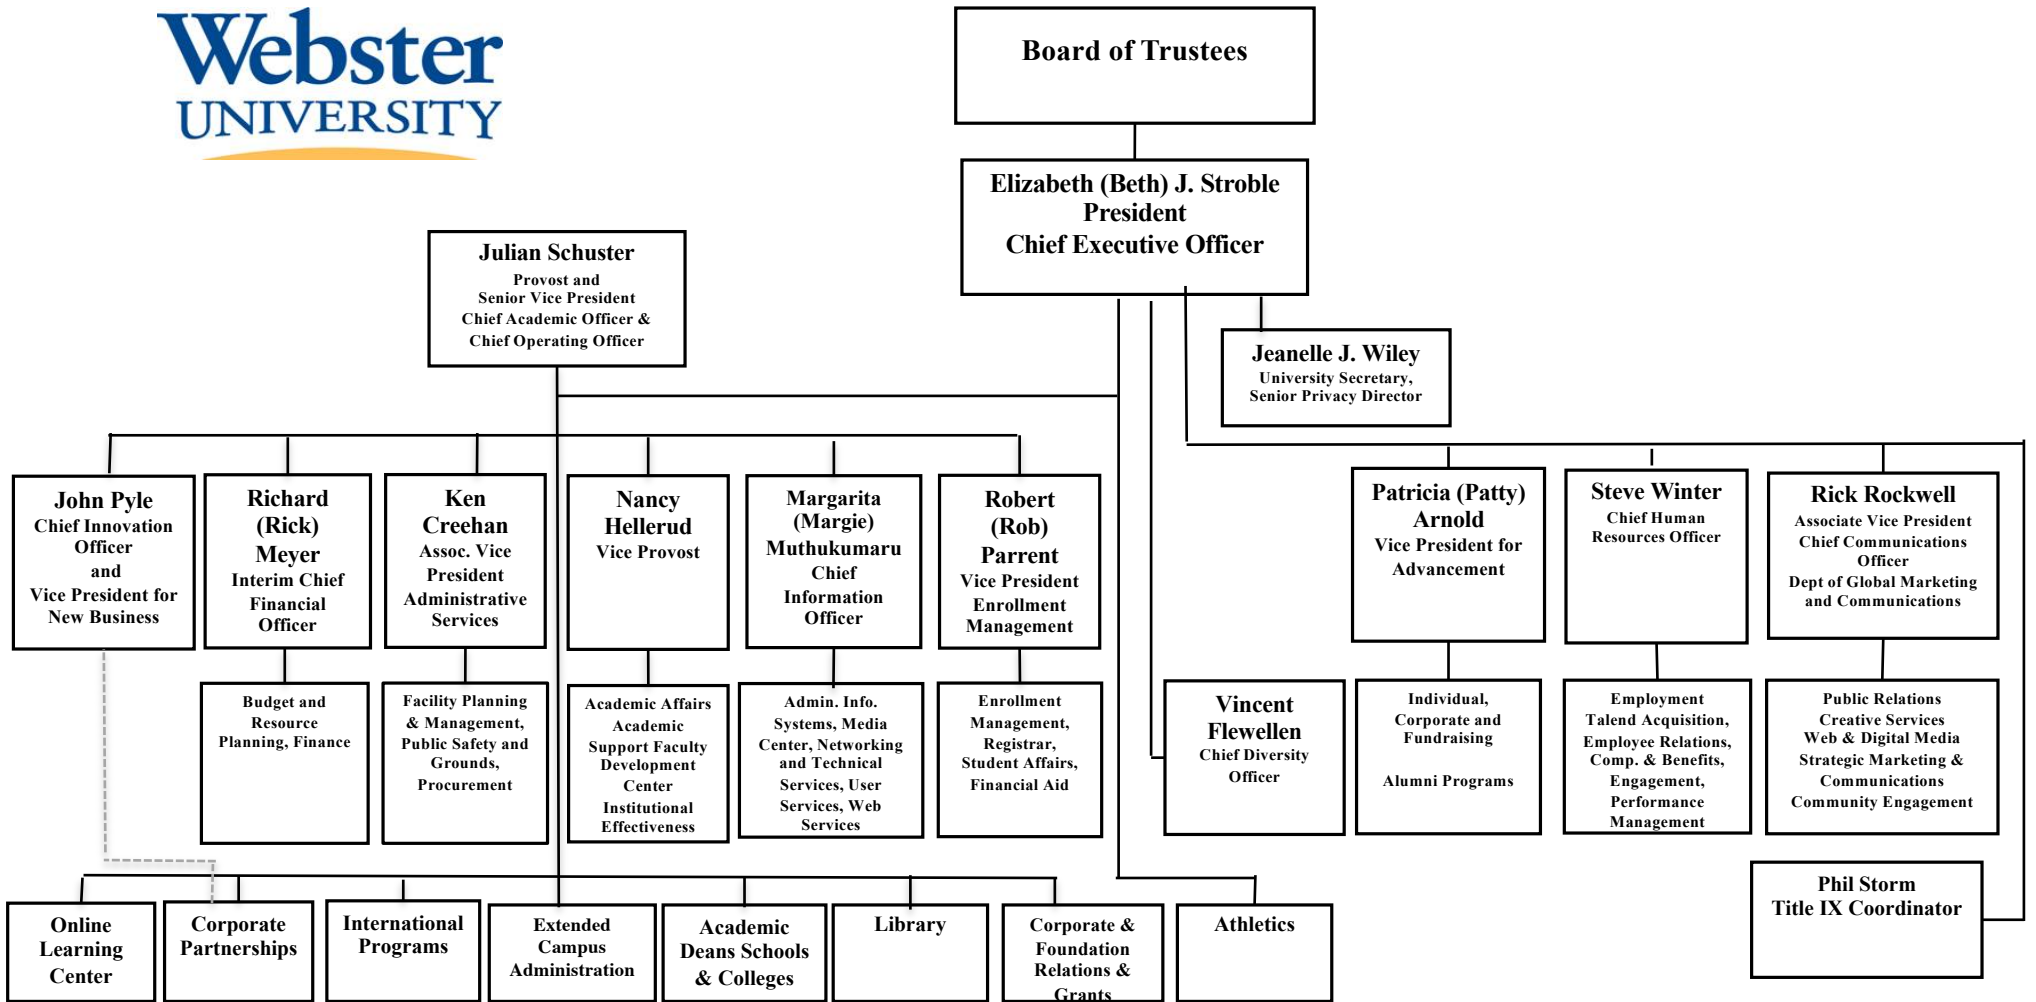 Webster
UNIVERSITY
Board of Trustees
Elizabeth (Beth) J. Stroble
President
Chief Executive Officer
Julian Schuster
Provost and
Senior Vice President
Chief Academic Officer &
Chief Operating Officer
Jeanelle J. Wiley
University Secretary,
Senior Privacy Director
John Pyle
Chief Innovation
Officer
and
Vice President for
New Business
Richard
(Rick)
Meyer
Interim Chief
Financial
Officer
Ken
Creehan
Assoc. Vice
President
Administrative
Services
Nancy
Hellerud
Vice Provost
Margarita
(Margie)
Muthukumaru
Chief
Information
Officer
Robert
(Rob)
Parrent
Vice President
Enrollment
Management
Patricia (Patty)
Arnold
Vice President for
Advancement
Steve Winter
Chief Human
Resources Officer
Rick Rockwell
Associate Vice President
Chief Communications
Officer
Dept of Global Marketing
and Communications
Budget and
Resource
Planning, Finance
Facility Planning
& Management,
Public Safety and
Grounds,
Procurement
Academic Affairs
Academic
Support Faculty
Development
Center
Institutional
Effectiveness
Admin. Info.
Systems, Media
Center, Networking
and Technical
Services, User
Services, Web
Services
Enrollment
Management,
Registrar,
Student Affairs,
Financial Aid
Vincent
Flewellen
Chief Diversity
Officer
Individual,
Corporate and
Fundraising
Alumni Programs
Employment
Talend Acquisition,
Employee Relations,
Comp. & Benefits,
Engagement,
Performance
Management
Public Relations
Creative Services
Web & Digital Media
Strategic Marketing &
Communications
Community Engagement
Phil Storm
Title IX Coordinator
Online
Learning
Center
Corporate
Partnerships
International
Programs
Extended
Campus
Administration
Academic
Deans Schools
& Colleges
Library
Corporate &
Foundation
Relations &
Grants
Athletics